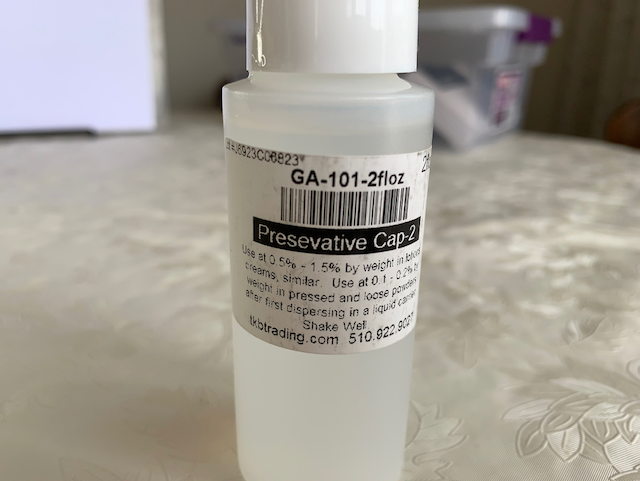 GA-101-2floz
Presevative Cap-2
Use at 0.5% - 1.5% by weight in lotions,
creams, similar. Use at 0.1 - 0.2% by
weight in pressed and loose powders
after first dispersing in a liquid carrier.
Shake Well
tkbtrading.com 510.922.9027